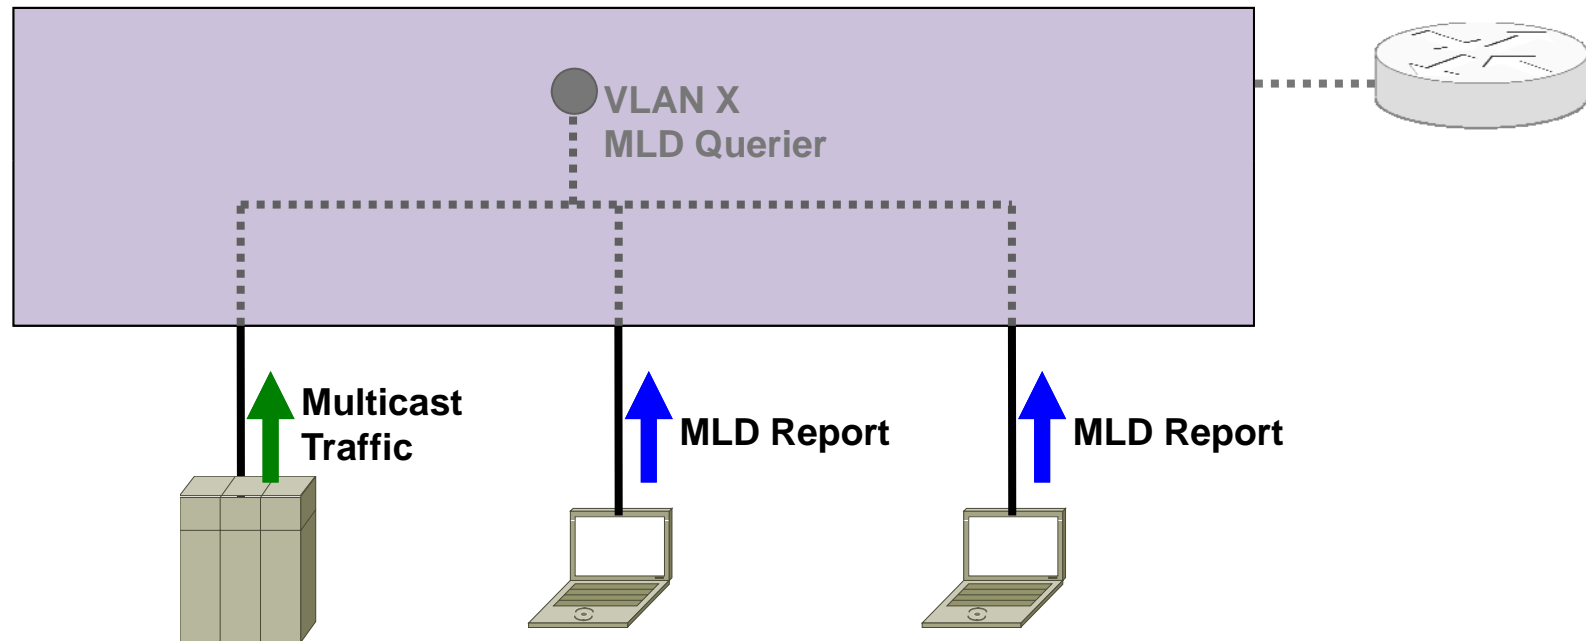 VLAN X
MLD Querier
Multicast
Traffic
MLD Report
MLD Report